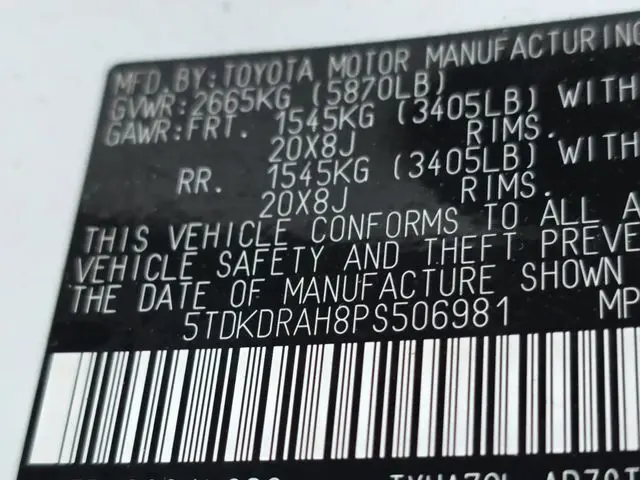 MFD.BY:TOYOTA MOTOR MANUFACTURING
GVWR:2665KG (5870LB)
GAWR:FRT. 1545KG (3405LB) WITH
20X8J RIMS.
RR. 1545KG (3405LB) WITH
20X8J RIMS.
THIS VEHICLE CONFORMS TO ALL A
VEHICLE SAFETY AND THEFT PREVE
THE DATE OF MANUFACTURE SHOWN
5TDKDRAH8PS506981 MP